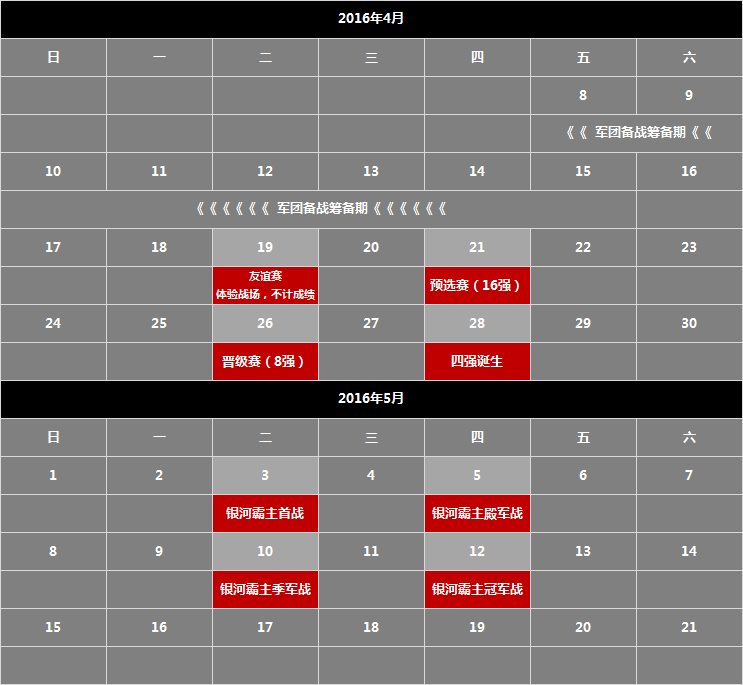 2016年4月
日 一 二 三 四 五 六
8 9
《《 军团备战筹备期《《
10 11 12 13 14 15 16
《《《《《《 军团备战筹备期《《《《《《
17 18 19 20 21 22 23
友谊赛
体验战场，不计成绩
预选赛（16强）
24 25 26 27 28 29 30
晋级赛（8强） 四强诞生
2016年5月
日 一 二 三 四 五 六
1 2 3 4 5 6 7
银河霸主首战 银河霸主殿军战
8 9 10 11 12 13 14
银河霸主季军战 银河霸主冠军战
15 16 17 18 19 20 21